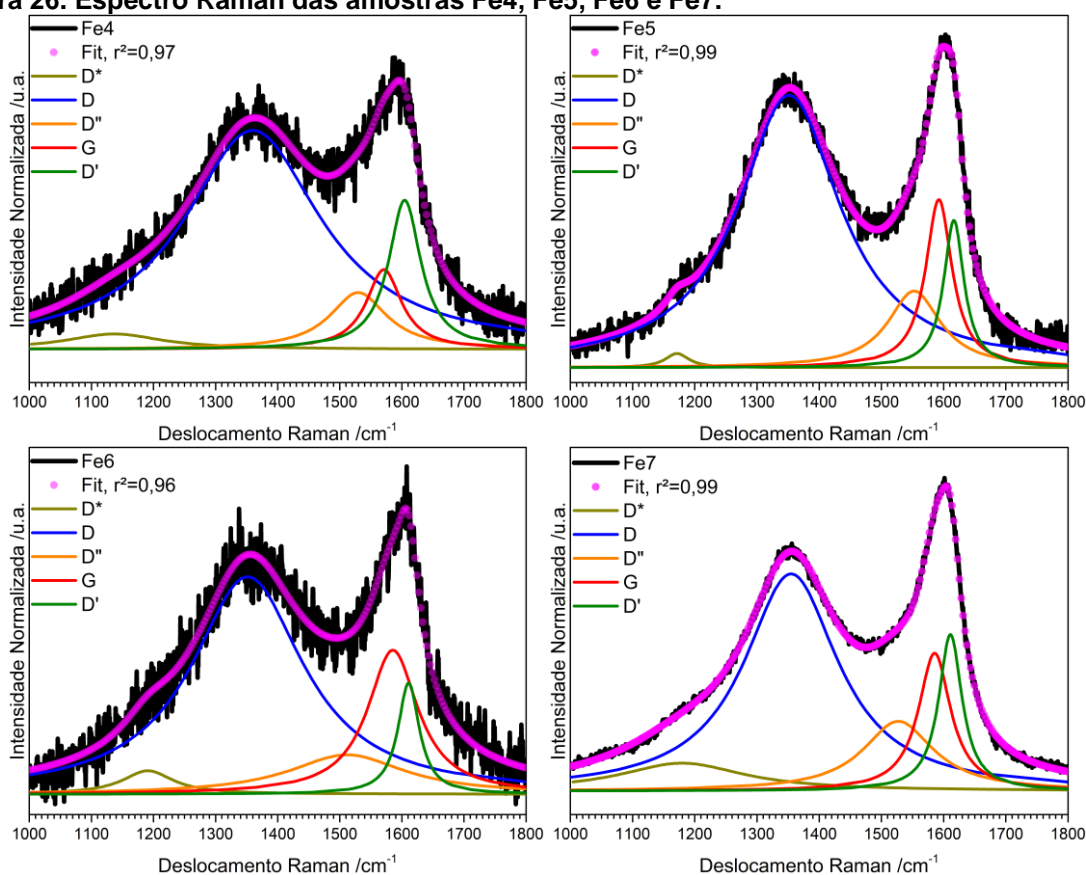 26. Espectro Raman das amostras Fe4, Fe5, Fe6 e Fe7.
Intensidade Normalizada /u.a.
Fe4
Fit, r²=0,97
D*
D
D"
G
D'
1000 1100 1200 1300 1400 1500 1600 1700 1800
Deslocamento Raman /cm⁻¹
Intensidade Normalizada /u.a.
Fe5
Fit, r²=0,99
D*
D
D"
G
D'
1000 1100 1200 1300 1400 1500 1600 1700 1800
Deslocamento Raman /cm⁻¹
Intensidade Normalizada /u.a.
Fe6
Fit, r²=0,96
D*
D
D"
G
D'
1000 1100 1200 1300 1400 1500 1600 1700 1800
Deslocamento Raman /cm⁻¹
Intensidade Normalizada /u.a.
Fe7
Fit, r²=0,99
D*
D
D"
G
D'
1000 1100 1200 1300 1400 1500 1600 1700 1800
Deslocamento Raman /cm⁻¹